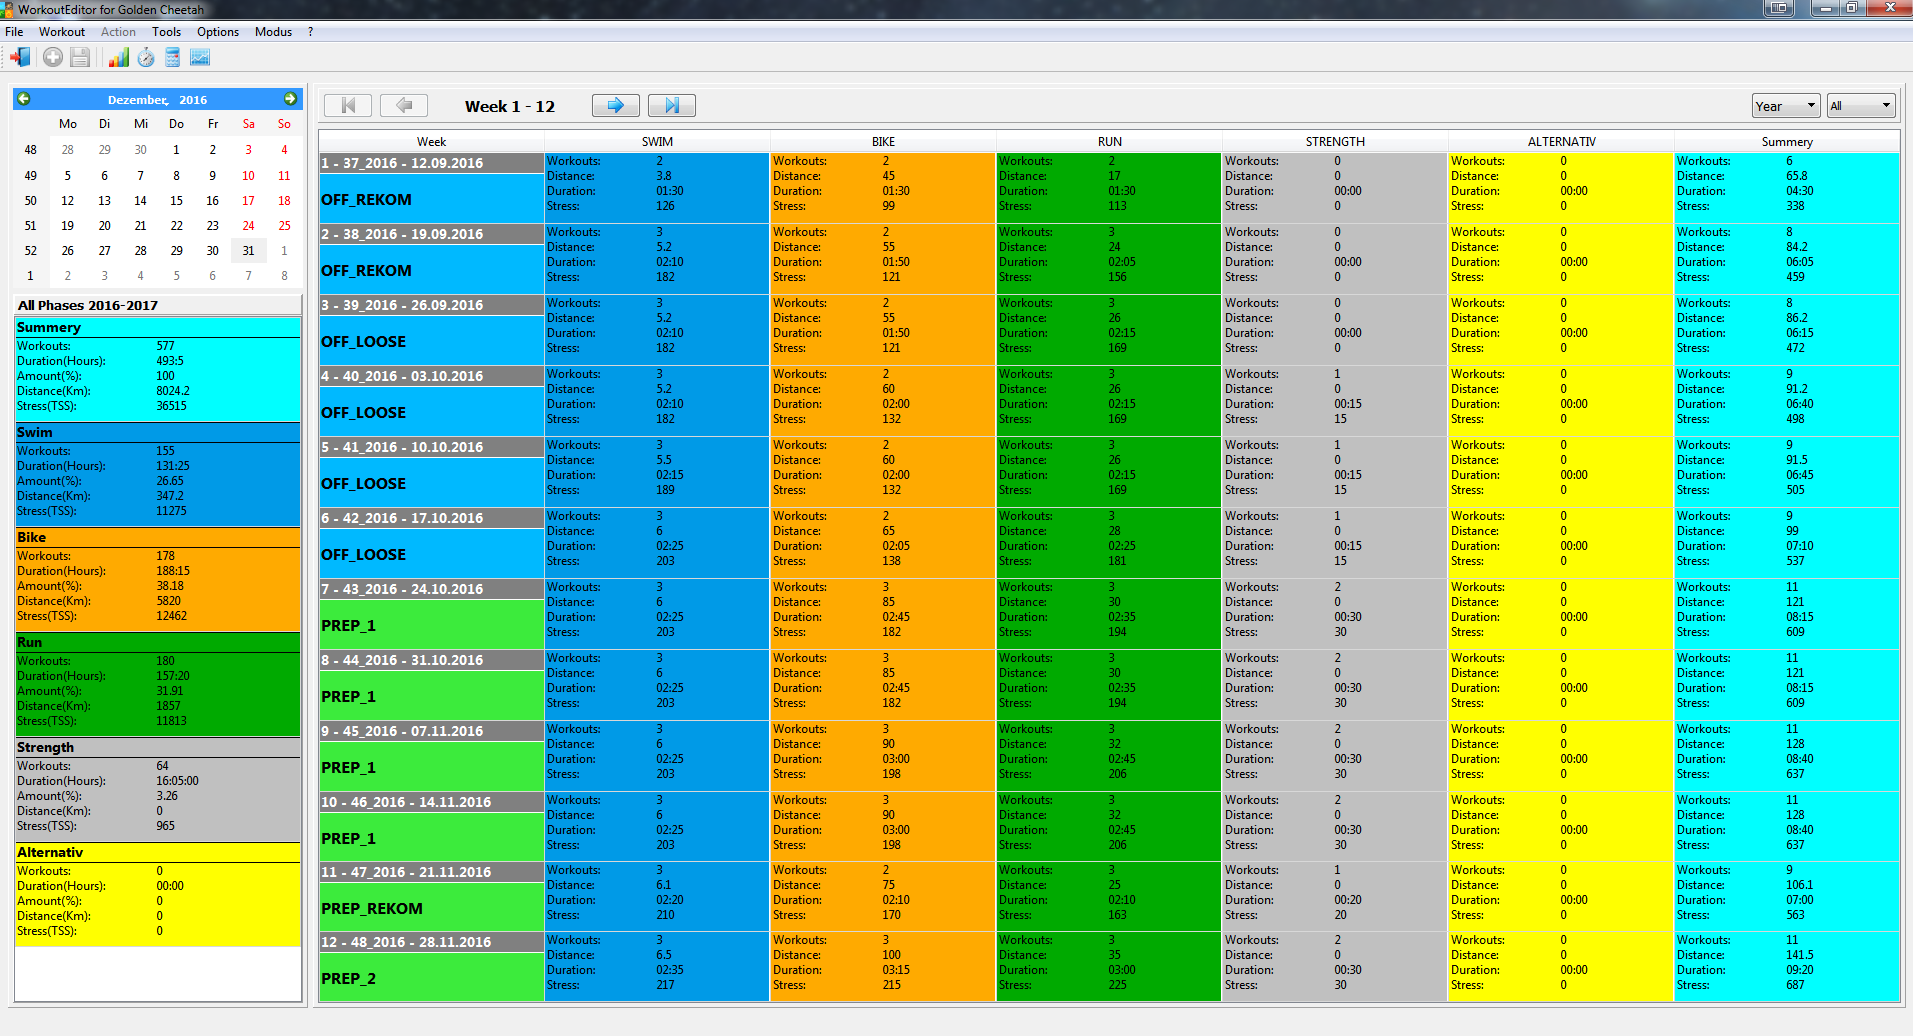 WorkoutEditor for Golden Cheetah
File Workout Action Tools Options Modus ?
Dezember, 2016
Mo Di Mi Do Fr Sa So
48 28 29 30 1 2 3 4
49 5 6 7 8 9 10 11
50 12 13 14 15 16 17 18
51 19 20 21 22 23 24 25
52 26 27 28 29 30 31 1
1 2 3 4 5 6 7 8
All Phases 2016-2017
Summery
Workouts: 577
Duration(Hours): 493:5
Amount(%): 100
Distance(Km): 8024.2
Stress(TSS): 36515
Swim
Workouts: 155
Duration(Hours): 131:25
Amount(%): 26.65
Distance(Km): 347.2
Stress(TSS): 11275
Bike
Workouts: 178
Duration(Hours): 188:15
Amount(%): 38.18
Distance(Km): 5820
Stress(TSS): 12462
Run
Workouts: 180
Duration(Hours): 157:20
Amount(%): 31.91
Distance(Km): 1857
Stress(TSS): 11813
Strength
Workouts: 64
Duration(Hours): 16:05:00
Amount(%): 3.26
Distance(Km): 0
Stress(TSS): 965
Alternativ
Workouts: 0
Duration(Hours): 00:00
Amount(%): 0
Distance(Km): 0
Stress(TSS): 0
Week 1 - 12
Year All
Week SWIM BIKE RUN STRENGTH ALTERNATIV Summery
1 - 37_2016 - 12.09.2016
OFF_REKOM
Workouts: 2 Workouts: 2 Workouts: 2 Workouts: 0 Workouts: 0 Workouts: 6
Distance: 3.8 Distance: 45 Distance: 17 Distance: 0 Distance: 0 Distance: 65.8
Duration: 01:30 Duration: 01:30 Duration: 01:30 Duration: 00:00 Duration: 00:00 Duration: 04:30
Stress: 126 Stress: 99 Stress: 113 Stress: 0 Stress: 0 Stress: 338
2 - 38_2016 - 19.09.2016
OFF_REKOM
Workouts: 3 Workouts: 2 Workouts: 3 Workouts: 0 Workouts: 0 Workouts: 8
Distance: 5.2 Distance: 55 Distance: 24 Distance: 0 Distance: 0 Distance: 84.2
Duration: 02:10 Duration: 01:50 Duration: 02:05 Duration: 00:00 Duration: 00:00 Duration: 06:05
Stress: 182 Stress: 121 Stress: 156 Stress: 0 Stress: 0 Stress: 459
3 - 39_2016 - 26.09.2016
OFF_LOOSE
Workouts: 3 Workouts: 2 Workouts: 3 Workouts: 0 Workouts: 0 Workouts: 8
Distance: 5.2 Distance: 55 Distance: 26 Distance: 0 Distance: 0 Distance: 86.2
Duration: 02:10 Duration: 01:50 Duration: 02:15 Duration: 00:00 Duration: 00:00 Duration: 06:15
Stress: 182 Stress: 121 Stress: 169 Stress: 0 Stress: 0 Stress: 472
4 - 40_2016 - 03.10.2016
OFF_LOOSE
Workouts: 3 Workouts: 2 Workouts: 3 Workouts: 1 Workouts: 0 Workouts: 9
Distance: 5.2 Distance: 60 Distance: 26 Distance: 0 Distance: 0 Distance: 91.2
Duration: 02:10 Duration: 02:00 Duration: 02:15 Duration: 00:15 Duration: 00:00 Duration: 06:40
Stress: 182 Stress: 132 Stress: 169 Stress: 15 Stress: 0 Stress: 498
5 - 41_2016 - 10.10.2016
OFF_LOOSE
Workouts: 3 Workouts: 2 Workouts: 3 Workouts: 1 Workouts: 0 Workouts: 9
Distance: 5.5 Distance: 60 Distance: 26 Distance: 0 Distance: 0 Distance: 91.5
Duration: 02:15 Duration: 02:00 Duration: 02:15 Duration: 00:15 Duration: 00:00 Duration: 06:45
Stress: 189 Stress: 132 Stress: 169 Stress: 15 Stress: 0 Stress: 505
6 - 42_2016 - 17.10.2016
OFF_LOOSE
Workouts: 3 Workouts: 2 Workouts: 3 Workouts: 1 Workouts: 0 Workouts: 9
Distance: 6 Distance: 65 Distance: 28 Distance: 0 Distance: 0 Distance: 99
Duration: 02:25 Duration: 02:05 Duration: 02:25 Duration: 00:15 Duration: 00:00 Duration: 07:10
Stress: 203 Stress: 138 Stress: 181 Stress: 15 Stress: 0 Stress: 537
7 - 43_2016 - 24.10.2016
PREP_1
Workouts: 3 Workouts: 3 Workouts: 3 Workouts: 2 Workouts: 0 Workouts: 11
Distance: 6 Distance: 85 Distance: 30 Distance: 0 Distance: 0 Distance: 121
Duration: 02:25 Duration: 02:45 Duration: 02:35 Duration: 00:30 Duration: 00:00 Duration: 08:15
Stress: 203 Stress: 182 Stress: 194 Stress: 30 Stress: 0 Stress: 609
8 - 44_2016 - 31.10.2016
PREP_1
Workouts: 3 Workouts: 3 Workouts: 3 Workouts: 2 Workouts: 0 Workouts: 11
Distance: 6 Distance: 85 Distance: 30 Distance: 0 Distance: 0 Distance: 121
Duration: 02:25 Duration: 02:45 Duration: 02:35 Duration: 00:30 Duration: 00:00 Duration: 08:15
Stress: 203 Stress: 182 Stress: 194 Stress: 30 Stress: 0 Stress: 609
9 - 45_2016 - 07.11.2016
PREP_1
Workouts: 3 Workouts: 3 Workouts: 3 Workouts: 2 Workouts: 0 Workouts: 11
Distance: 6 Distance: 90 Distance: 32 Distance: 0 Distance: 0 Distance: 128
Duration: 02:25 Duration: 03:00 Duration: 02:45 Duration: 00:30 Duration: 00:00 Duration: 08:40
Stress: 203 Stress: 198 Stress: 206 Stress: 30 Stress: 0 Stress: 637
10 - 46_2016 - 14.11.2016
PREP_1
Workouts: 3 Workouts: 3 Workouts: 3 Workouts: 2 Workouts: 0 Workouts: 11
Distance: 6 Distance: 90 Distance: 32 Distance: 0 Distance: 0 Distance: 128
Duration: 02:25 Duration: 03:00 Duration: 02:45 Duration: 00:30 Duration: 00:00 Duration: 08:40
Stress: 203 Stress: 198 Stress: 206 Stress: 30 Stress: 0 Stress: 637
11 - 47_2016 - 21.11.2016
PREP_REKOM
Workouts: 3 Workouts: 2 Workouts: 3 Workouts: 1 Workouts: 0 Workouts: 9
Distance: 6.1 Distance: 75 Distance: 25 Distance: 0 Distance: 0 Distance: 106.1
Duration: 02:20 Duration: 02:10 Duration: 02:10 Duration: 00:20 Duration: 00:00 Duration: 07:00
Stress: 210 Stress: 170 Stress: 163 Stress: 20 Stress: 0 Stress: 563
12 - 48_2016 - 28.11.2016
PREP_2
Workouts: 3 Workouts: 3 Workouts: 3 Workouts: 2 Workouts: 0 Workouts: 11
Distance: 6.5 Distance: 100 Distance: 35 Distance: 0 Distance: 0 Distance: 141.5
Duration: 02:35 Duration: 03:15 Duration: 03:00 Duration: 00:30 Duration: 00:00 Duration: 09:20
Stress: 217 Stress: 215 Stress: 225 Stress: 30 Stress: 0 Stress: 687